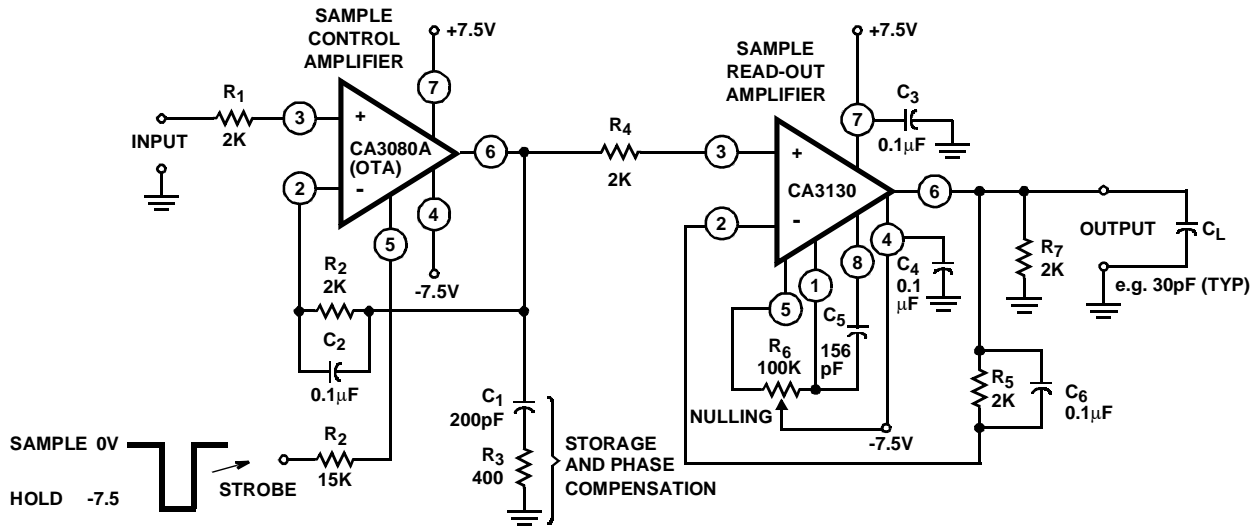 SAMPLE
CONTROL
AMPLIFIER
+7.5V
7
R1
2K
INPUT
3
+
CA3080A
(OTA)
-
2
6
4
5
-7.5V
R2
2K
C2
0.1µF
C1
200pF
R3
400
STORAGE
AND PHASE
COMPENSATION
SAMPLE 0V
HOLD -7.5
STROBE
R2
15K
R4
2K
SAMPLE
READ-OUT
AMPLIFIER
+7.5V
7
C3
0.1µF
3
+
CA3130
-
2
6
4
8
1
5
C4
0.1
µF
C5
156
pF
R6
100K
NULLING
-7.5V
R7
2K
OUTPUT
CL
e.g. 30pF (TYP)
R5
2K
C6
0.1µF